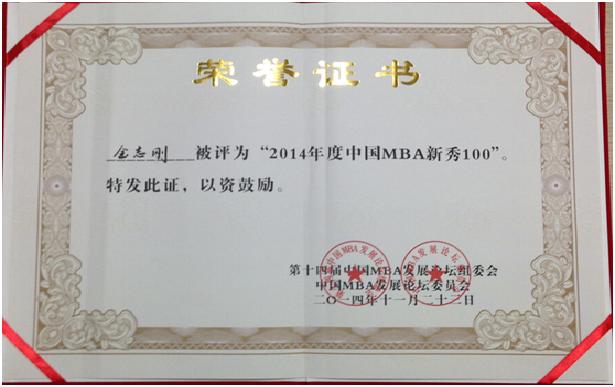 荣誉证书
金志刚 被评为“2014年度中国MBA新秀100”。
特发此证，以资鼓励。
第十四届中国MBA发展论坛组委会
中国MBA发展论坛委员会
二〇一四年十一月二十二日